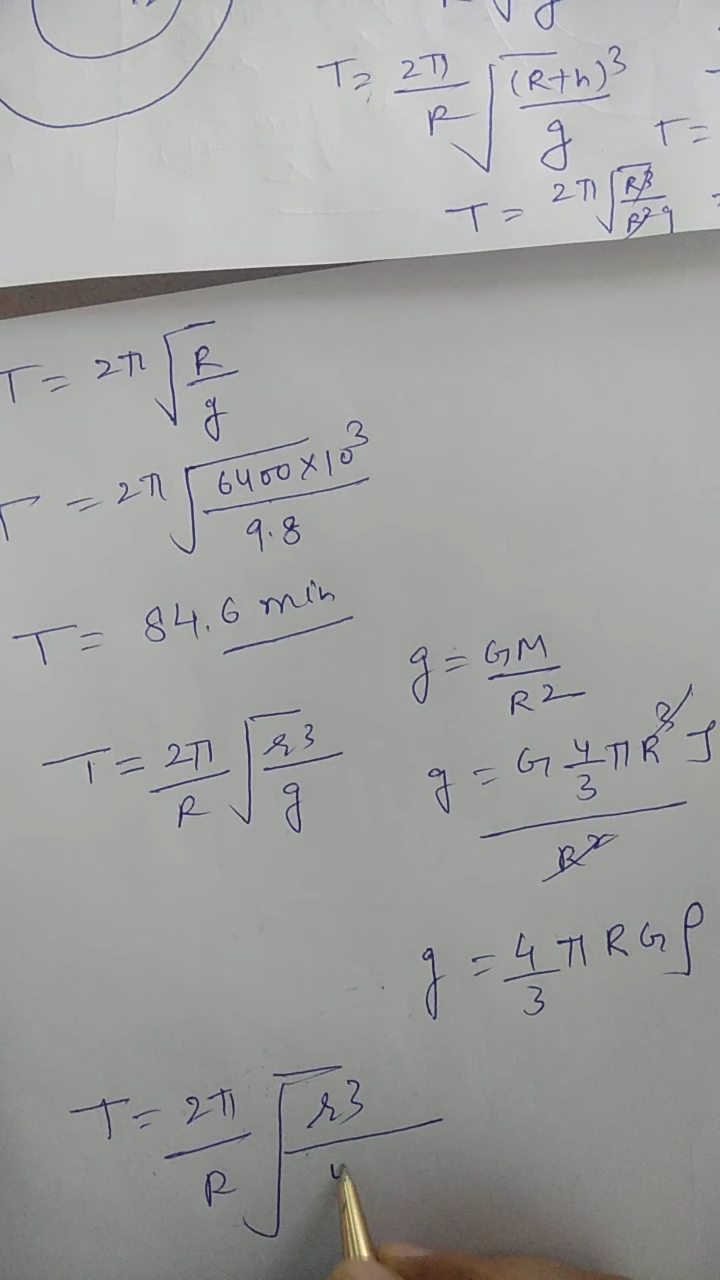 T = 2π/R √(R+h)³/g
T =
T = 2π √R³/R²g
T = 2π √R/g
T = 2π √6400×10³/9.8
T = 84.6 min
g = GM/R²
T = 2π/R √r³/g
g = G 4/3 πR³ρ/R²
g = 4/3 π R G ρ
T = 2π/R √r³/